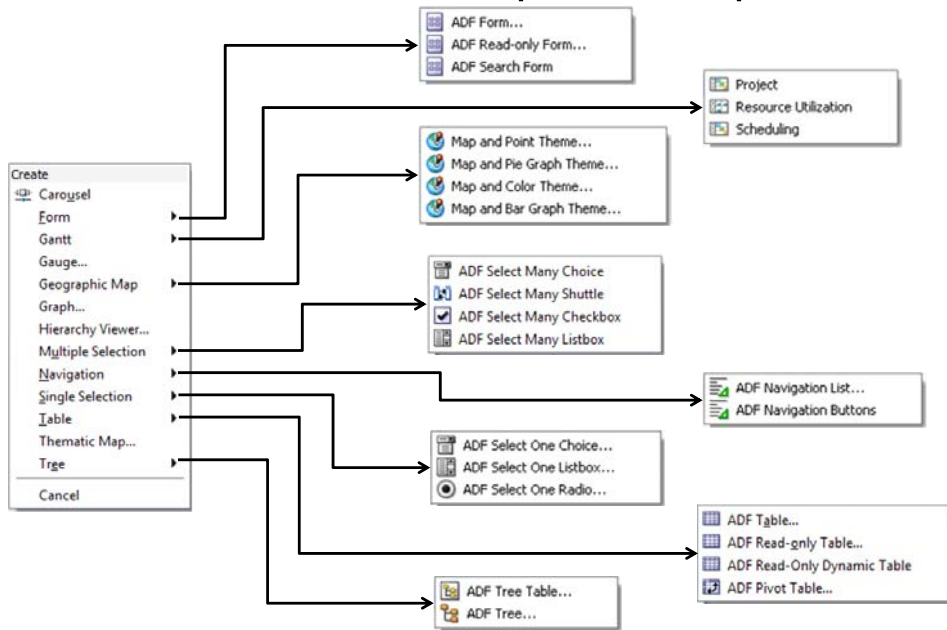 ADF Form...
ADF Read-only Form...
ADF Search Form
Project
Resource Utilization
Scheduling
Map and Point Theme...
Map and Pie Graph Theme...
Map and Color Theme...
Map and Bar Graph Theme...
Create
Carousel
Form
Gantt
Gauge...
Geographic Map
Graph...
Hierarchy Viewer...
Multiple Selection
Navigation
Single Selection
Table
Thematic Map...
Tree
Cancel
ADF Select Many Choice
ADF Select Many Shuttle
ADF Select Many Checkbox
ADF Select Many Listbox
ADF Navigation List...
ADF Navigation Buttons
ADF Select One Choice...
ADF Select One Listbox...
ADF Select One Radio...
ADF Table...
ADF Read-only Table...
ADF Read-Only Dynamic Table
ADF Pivot Table...
ADF Tree Table...
ADF Tree...